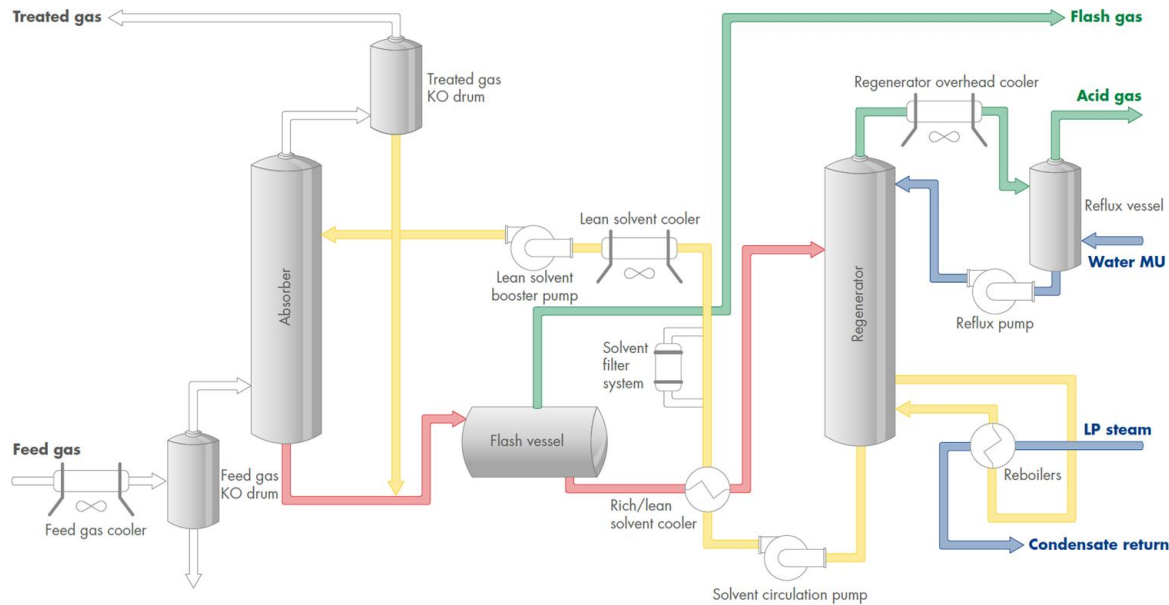 Treated gas
Flash gas
Treated gas
KO drum
Regenerator overhead cooler
Acid gas
Absorber
Lean solvent cooler
Regenerator
Reflux vessel
Water MU
Lean solvent
booster pump
Reflux pump
Solvent
filter
system
Feed gas
Feed gas
KO drum
Flash vessel
LP steam
Reboilers
Feed gas cooler
Rich/lean
solvent cooler
Condensate return
Solvent circulation pump